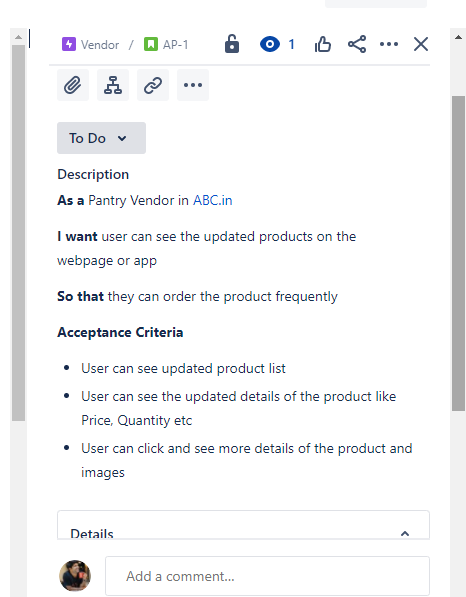 Vendor / AP-1
1
To Do
Description
As a Pantry Vendor in ABC.in
I want user can see the updated products on the
webpage or app
So that they can order the product frequently
Acceptance Criteria
User can see updated product list
User can see the updated details of the product like
Price, Quantity etc
User can click and see more details of the product and
images
Details
Add a comment...